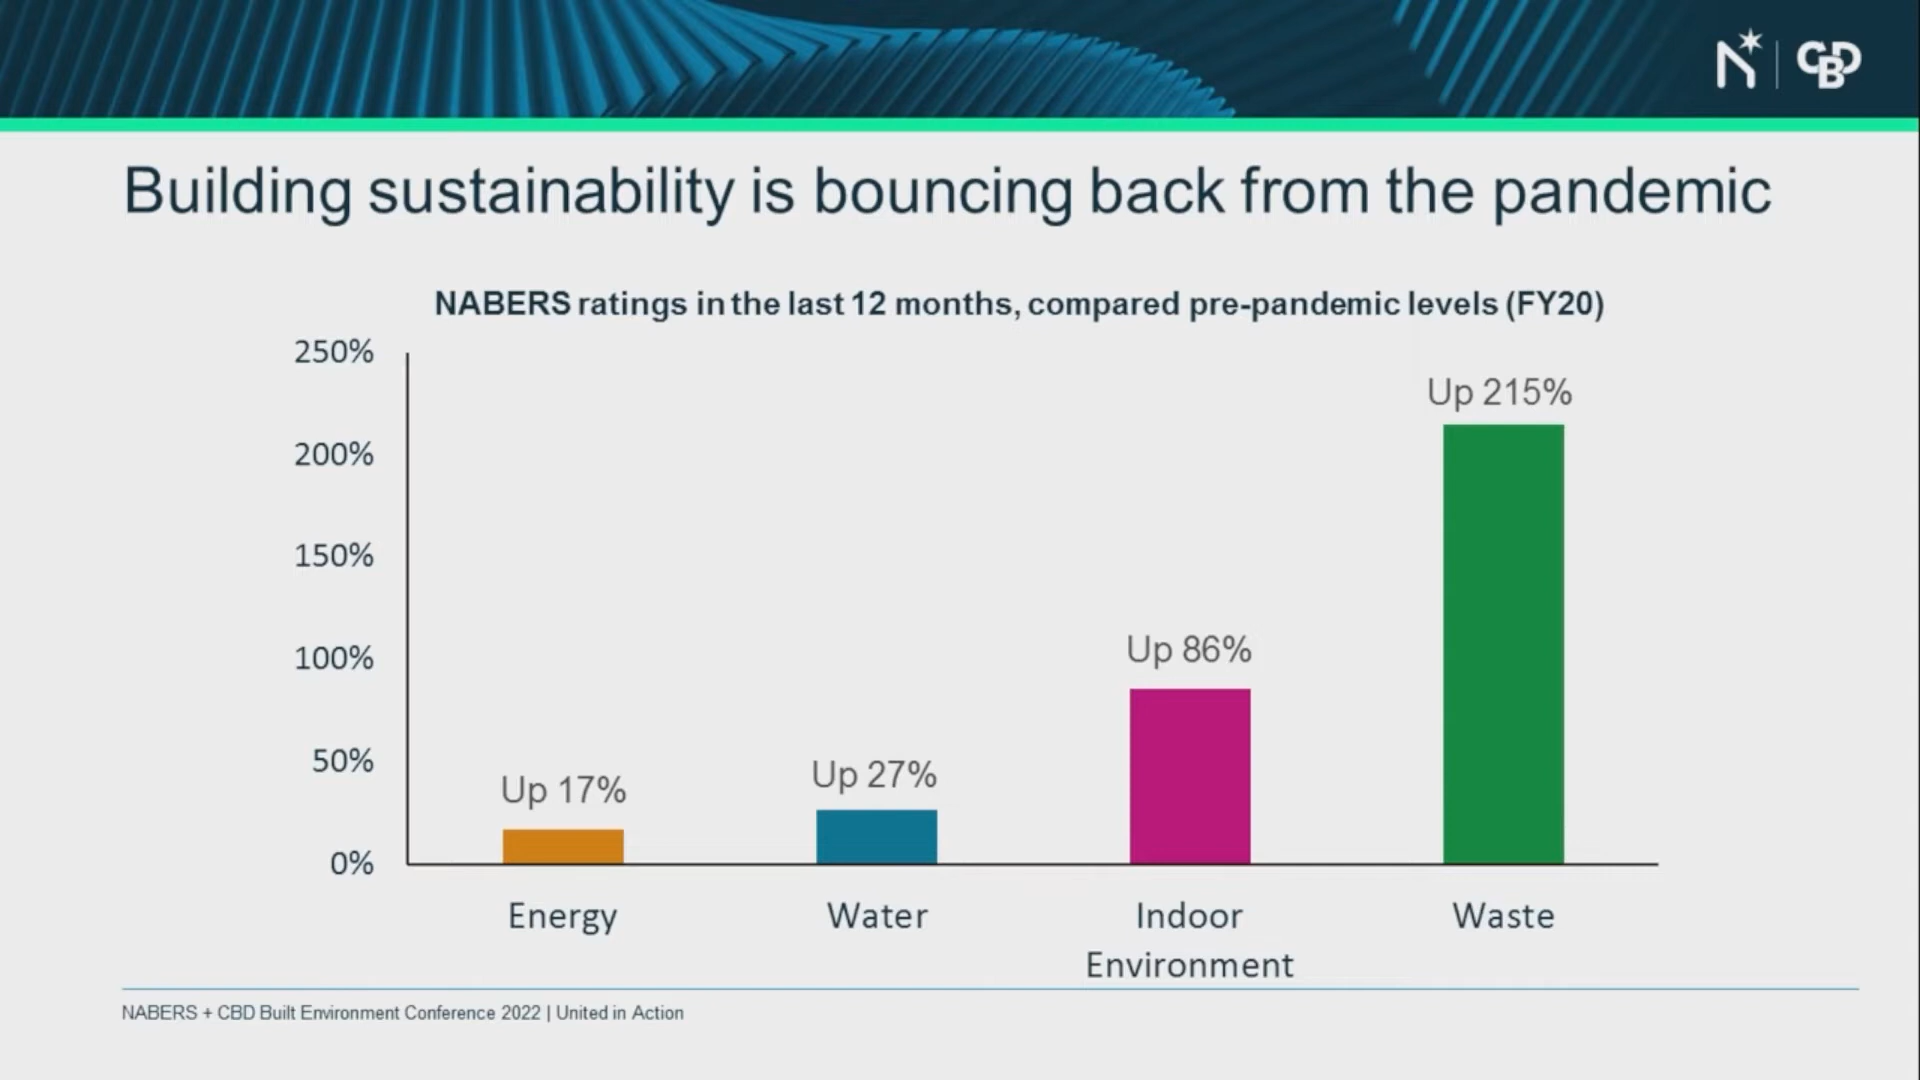 N | CBD
Building sustainability is bouncing back from the pandemic
NABERS ratings in the last 12 months, compared pre-pandemic levels (FY20)
250%
200%
150%
100%
50%
0%
Up 17%
Up 27%
Up 86%
Up 215%
Energy
Water
Indoor
Environment
Waste
NABERS + CBD Built Environment Conference 2022 | United in Action